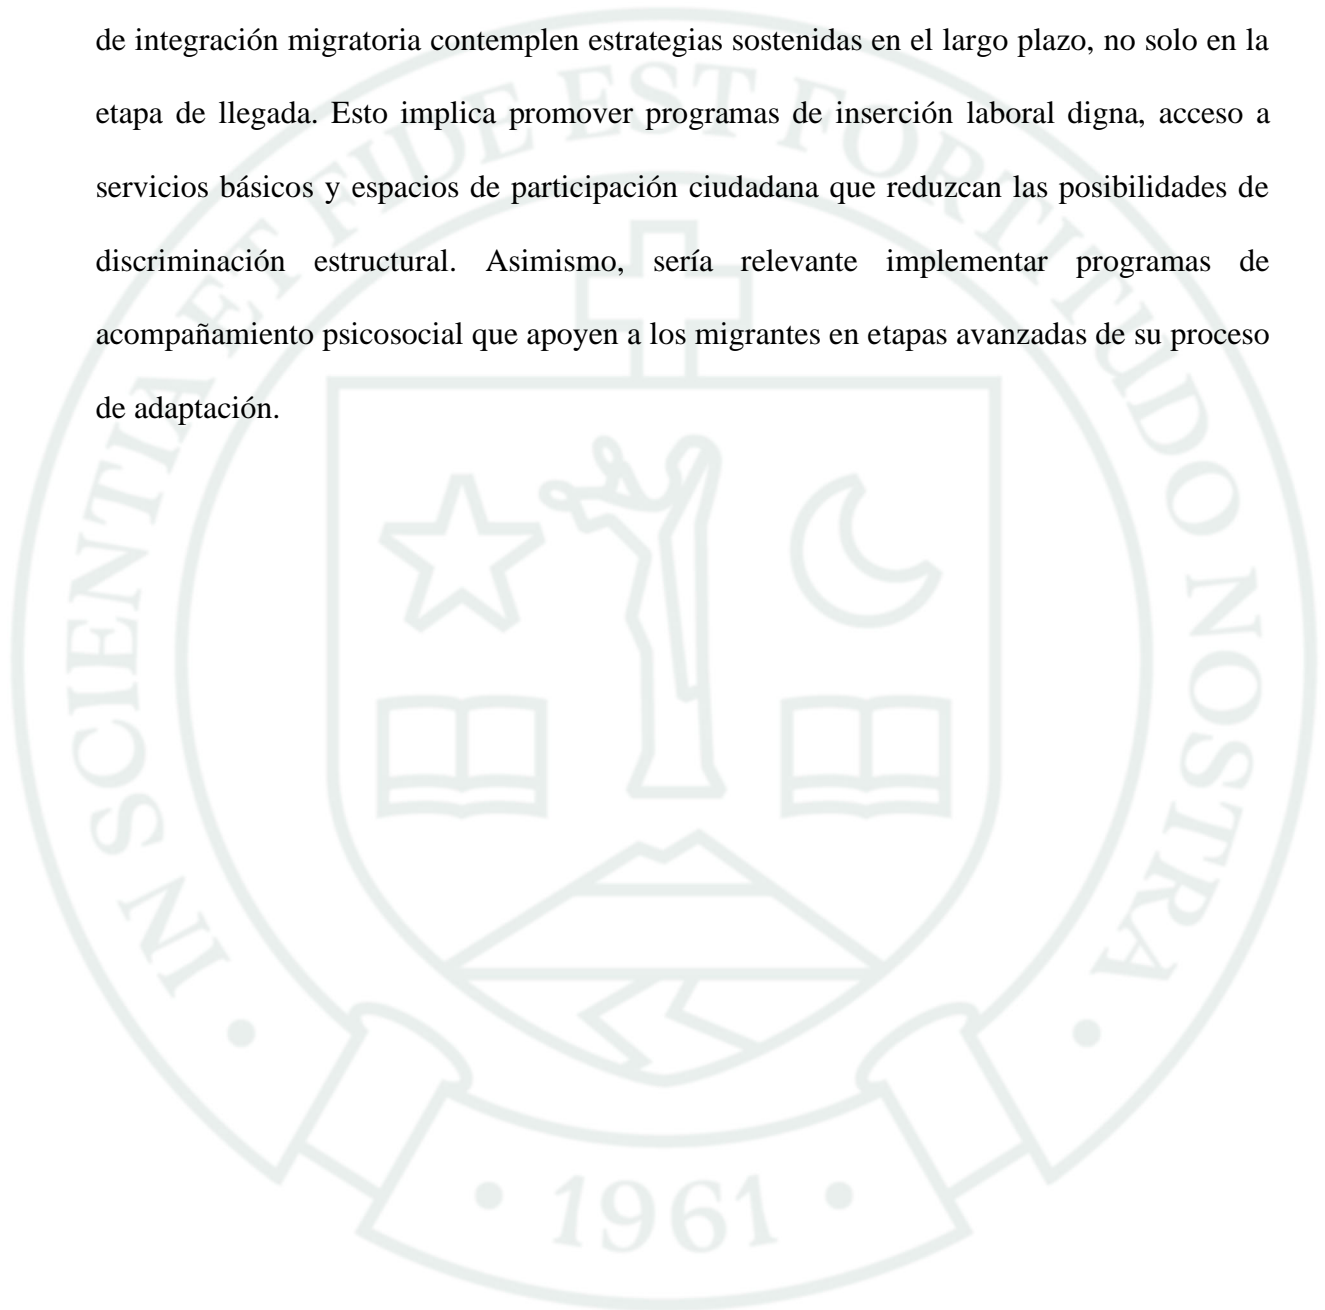 de integración migratoria contemplen estrategias sostenidas en el largo plazo, no solo en la
etapa de llegada. Esto implica promover programas de inserción laboral digna, acceso a
servicios básicos y espacios de participación ciudadana que reduzcan las posibilidades de
discriminación estructural. Asimismo, sería relevante implementar programas de
acompañamiento psicosocial que apoyen a los migrantes en etapas avanzadas de su proceso
de adaptación.
IN SCIENTIA ET FIDE EST FORTITUDO NOSTRA
• 1961 •